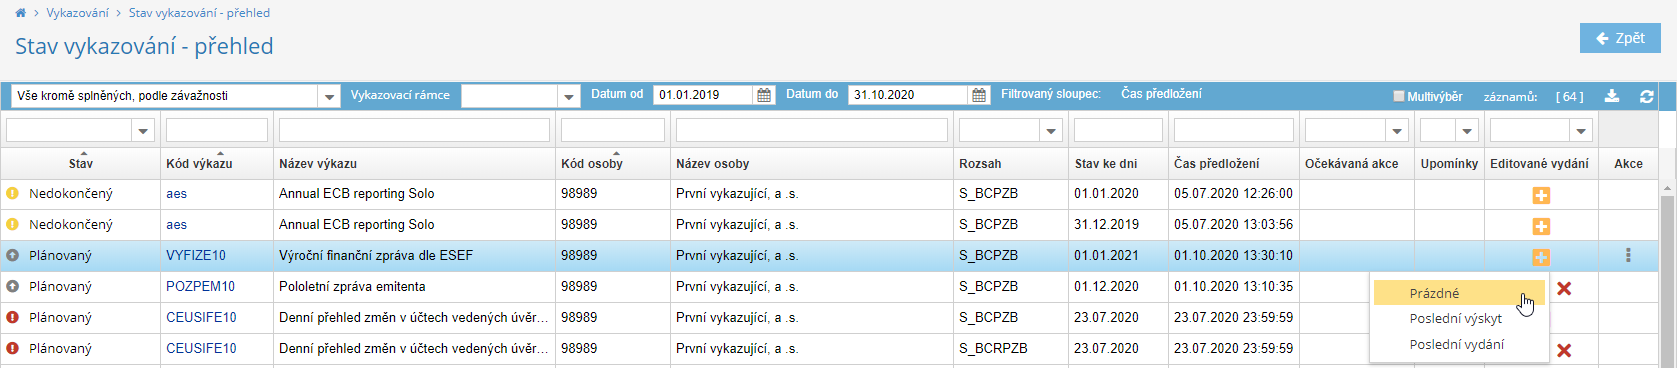 Vykazování > Stav vykazování - přehled
Stav vykazování - přehled
Zpět
Vše kromě splněných, podle závažnosti Vykazovací rámce Datum od 01.01.2019 Datum do 31.10.2020 Filtrovaný sloupec: Čas předložení Multivýběr záznamů: [ 64 ]
Stav Kód výkazu Název výkazu Kód osoby Název osoby Rozsah Stav ke dni Čas předložení Očekávaná akce Upomínky Editované vydání Akce
Nedokončený aes Annual ECB reporting Solo 98989 První vykazující, a .s. S_BCPZB 01.01.2020 05.07.2020 12:26:00
Nedokončený aes Annual ECB reporting Solo 98989 První vykazující, a .s. S_BCPZB 31.12.2019 05.07.2020 13:03:56
Plánovaný VYFIZE10 Výroční finanční zpráva dle ESEF 98989 První vykazující, a .s. S_BCPZB 01.01.2021 01.10.2020 13:30:10
Plánovaný POZPEM10 Pololetní zpráva emitenta 98989 První vykazující, a .s. S_BCPZB 01.12.2020 01.10.2020 13:10:35
Plánovaný CEUSIFE10 Denní přehled změn v účtech vedených úvěr... 98989 První vykazující, a .s. S_BCPZB 23.07.2020 23.07.2020 23:59:59
Plánovaný CEUSIFE10 Denní přehled změn v účtech vedených úvěr... 98989 První vykazující, a .s. S_BCRPZB 23.07.2020 23.07.2020 23:59:59
Prázdné
Poslední výskyt
Poslední vydání